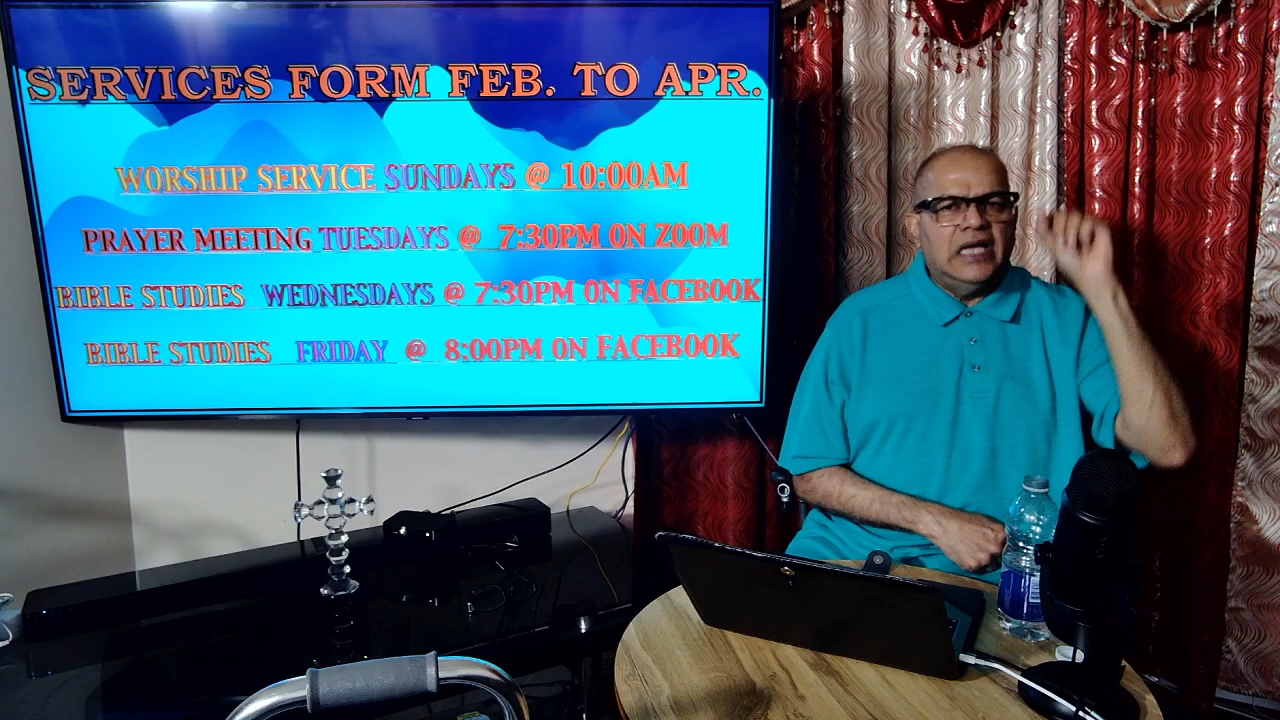 SERVICES FORM FEB. TO APR.
WORSHIP SERVICE SUNDAYS @ 10:00AM
PRAYER MEETING TUESDAYS @ 7:30PM ON ZOOM
BIBLE STUDIES WEDNESDAYS @ 7:30PM ON FACEBOOK
BIBLE STUDIES FRIDAY @ 8:00PM ON FACEBOOK